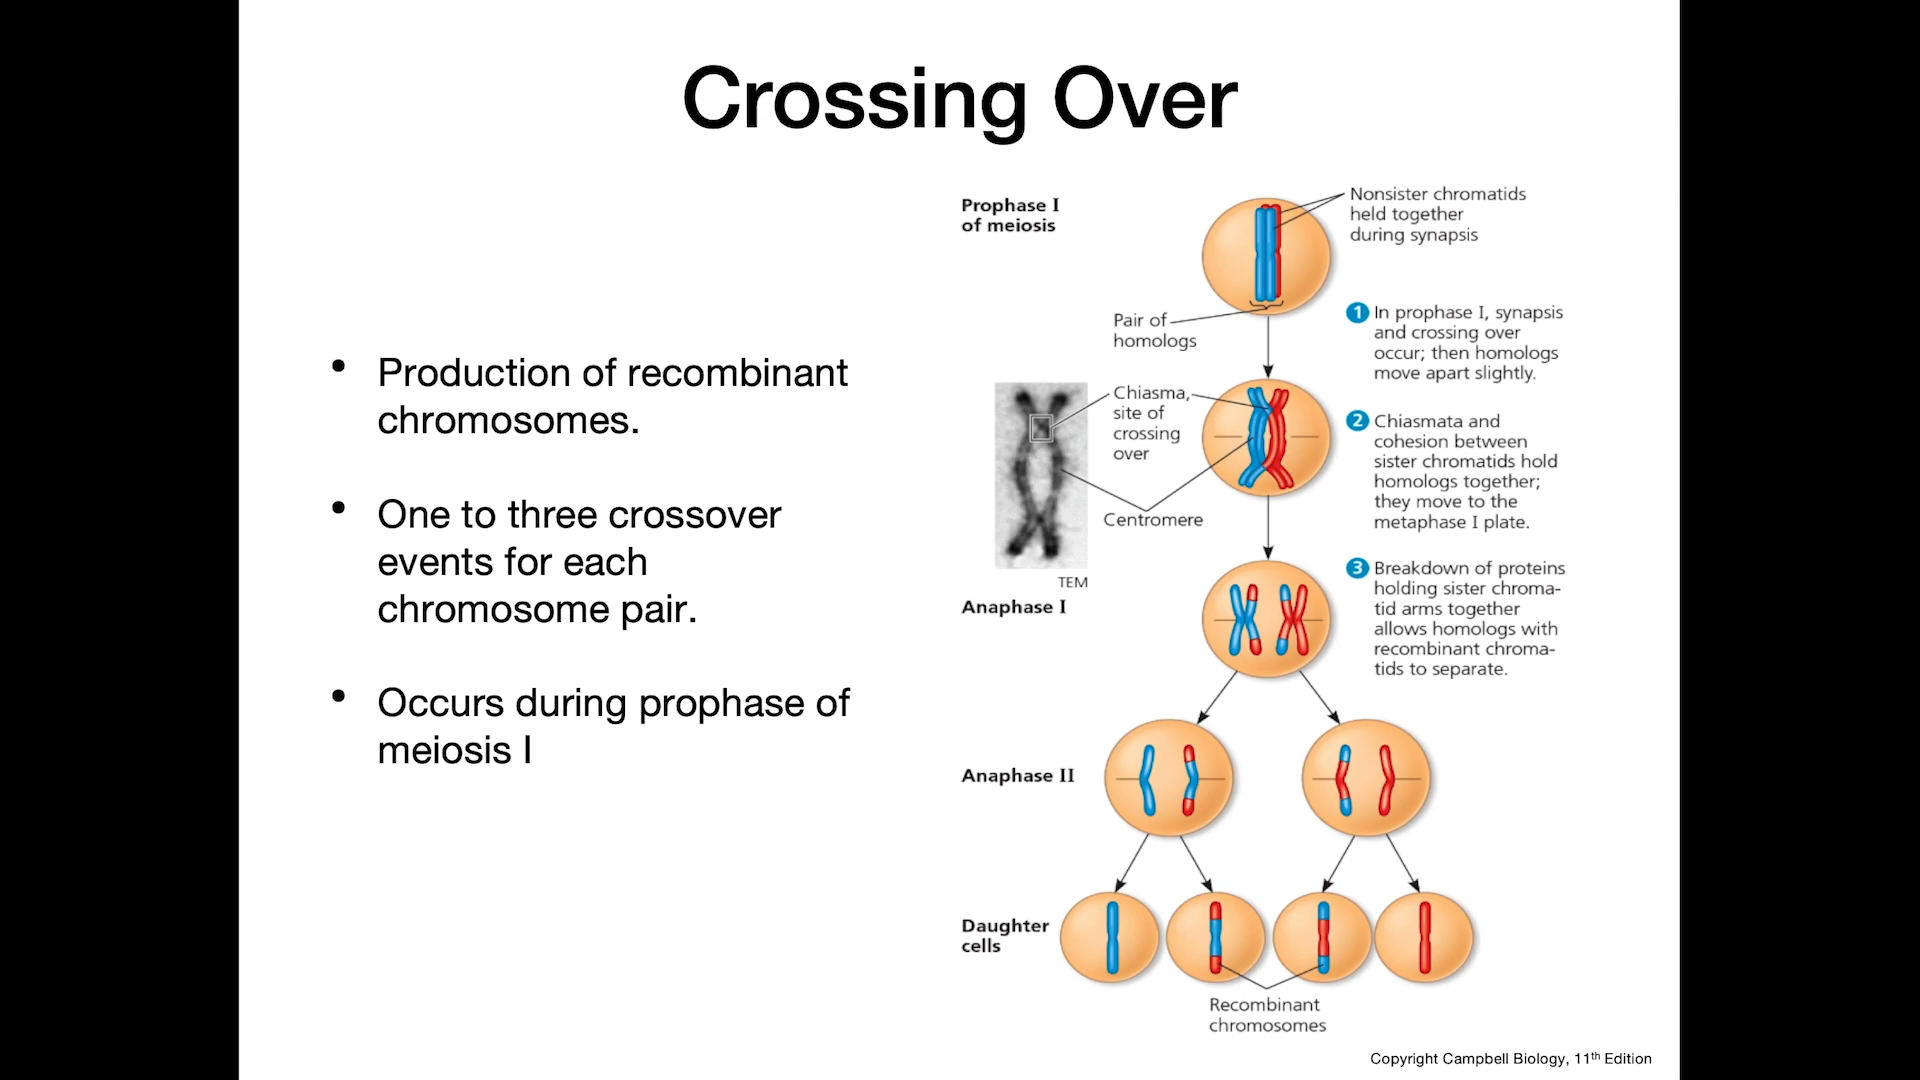 Crossing Over
• Production of recombinant
chromosomes.
• One to three crossover
events for each
chromosome pair.
• Occurs during prophase of
meiosis I
Prophase I
of meiosis
Nonsister chromatids
held together
during synapsis
Pair of
homologs
1 In prophase I, synapsis
and crossing over
occur; then homologs
move apart slightly.
Chiasma,
site of
crossing
over
Centromere
TEM
2 Chiasmata and
cohesion between
sister chromatids hold
homologs together;
they move to the
metaphase I plate.
Anaphase I
3 Breakdown of proteins
holding sister chroma-
tid arms together
allows homologs with
recombinant chroma-
tids to separate.
Anaphase II
Daughter
cells
Recombinant
chromosomes
Copyright Campbell Biology, 11th Edition